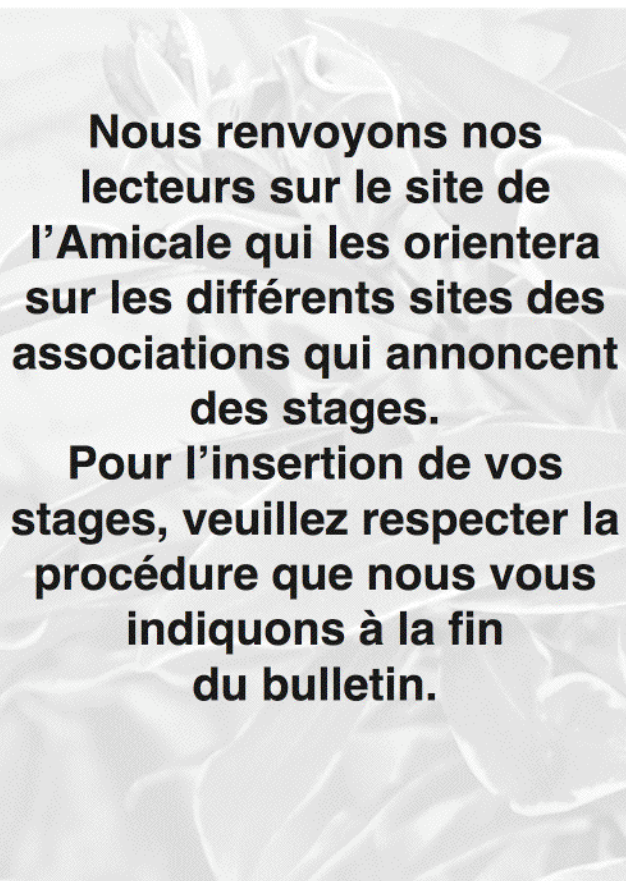 Nous renvoyons nos
lecteurs sur le site de
l’Amicale qui les orientera
sur les différents sites des
associations qui annoncent
des stages.
Pour l’insertion de vos
stages, veuillez respecter la
procédure que nous vous
indiquons à la fin
du bulletin.